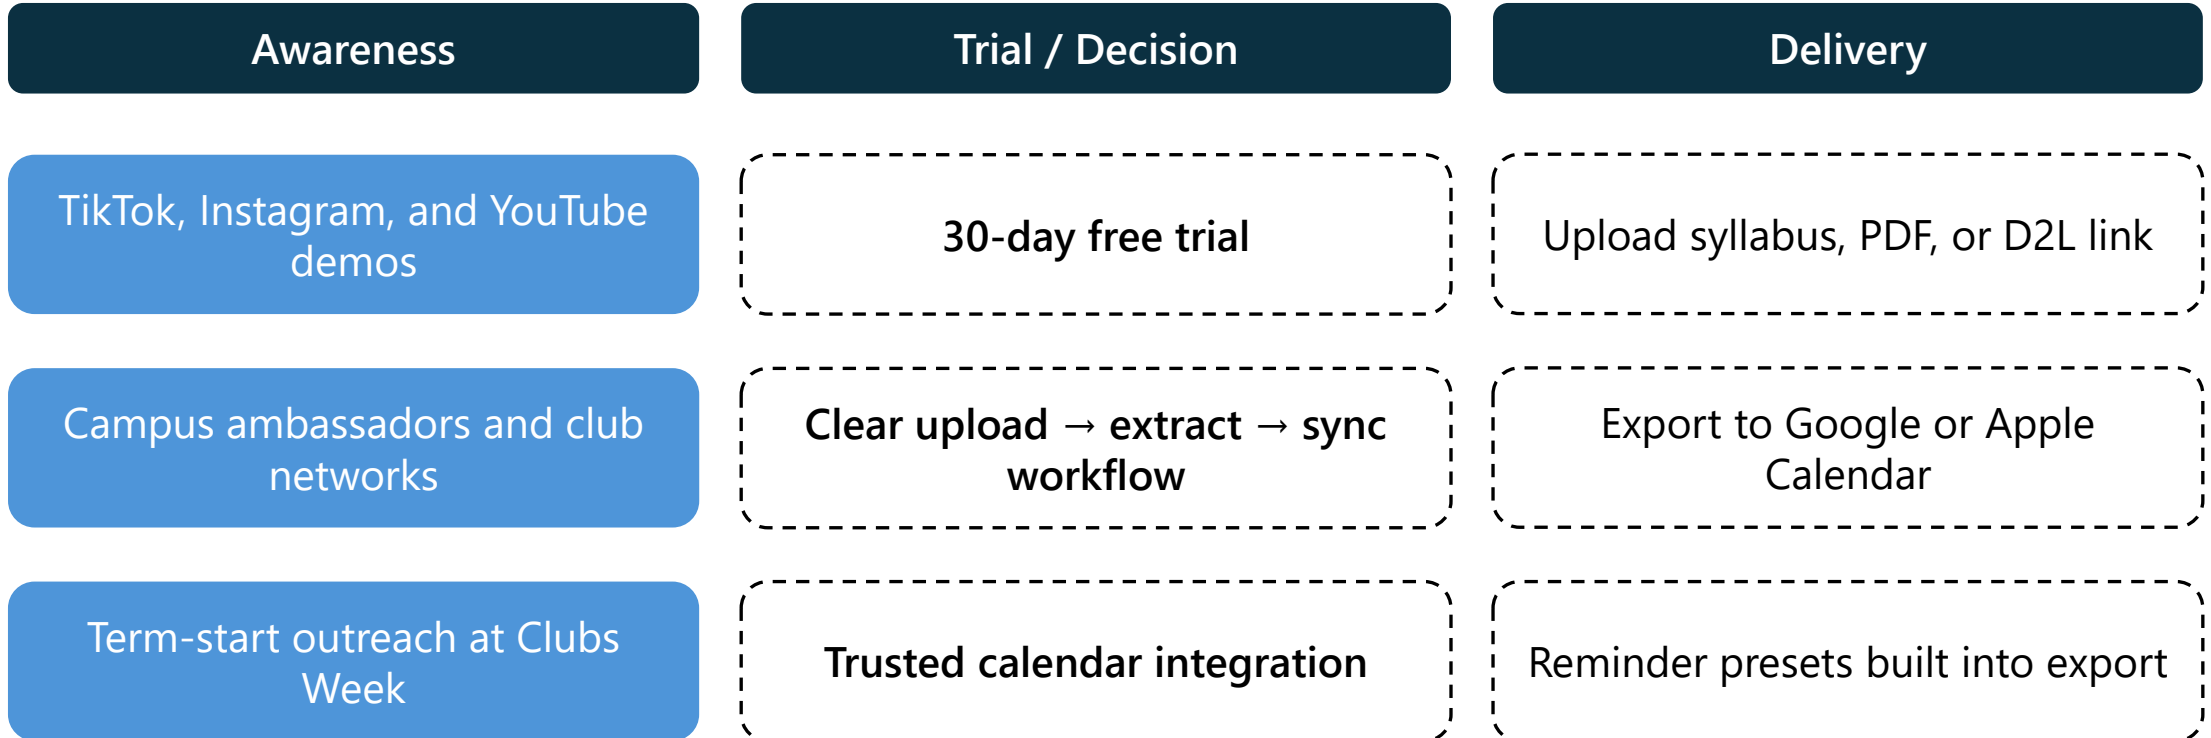 Awareness
Trial / Decision
Delivery
TikTok, Instagram, and YouTube
demos
30-day free trial
Upload syllabus, PDF, or D2L link
Campus ambassadors and club
networks
Clear upload → extract → sync
workflow
Export to Google or Apple
Calendar
Term-start outreach at Clubs
Week
Trusted calendar integration
Reminder presets built into export